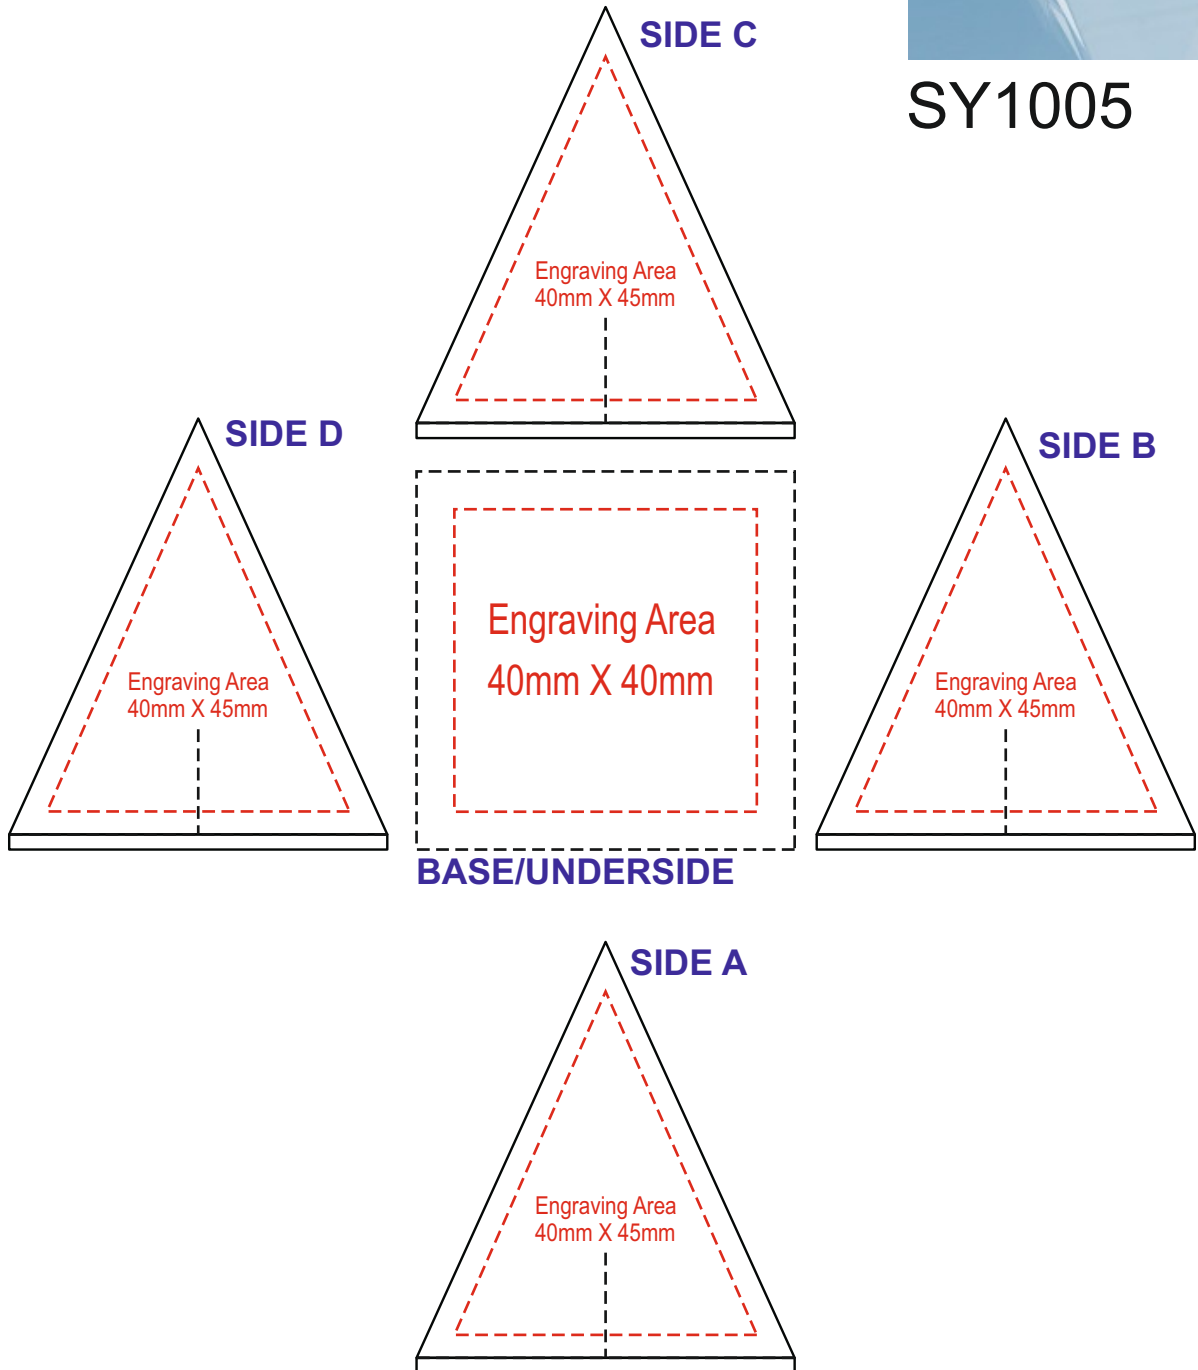 SIDE C
SY1005
Engraving Area
40mm X 45mm
SIDE D
SIDE B
Engraving Area
40mm X 40mm
Engraving Area
40mm X 45mm
Engraving Area
40mm X 45mm
BASE/UNDERSIDE
SIDE A
Engraving Area
40mm X 45mm